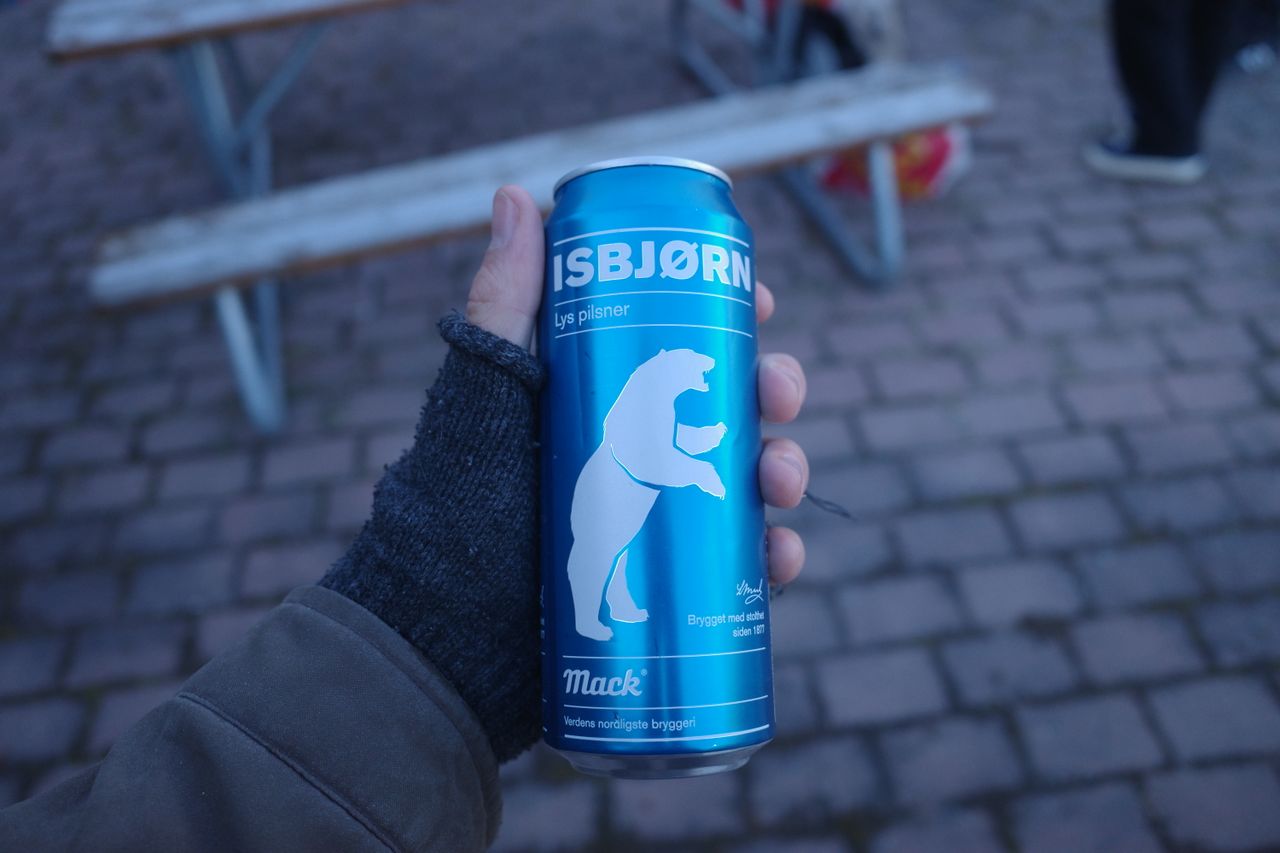 ISBJØRN
Lys pilsner
Brygget med stolthet
siden 1877
Mack®
Verdens nordligste bryggeri